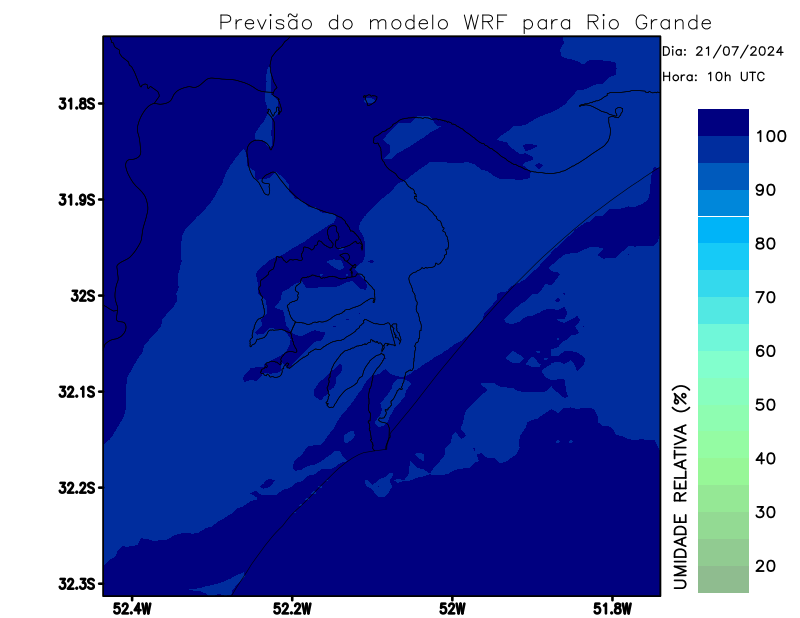 Previsão do modelo WRF para Rio Grande
Dia: 21/07/2024
Hora: 10h UTC
31.8S
31.9S
32S
32.1S
32.2S
32.3S
52.4W
52.2W
52W
51.8W
100
90
80
70
60
50
40
30
20
UMIDADE RELATIVA (%)